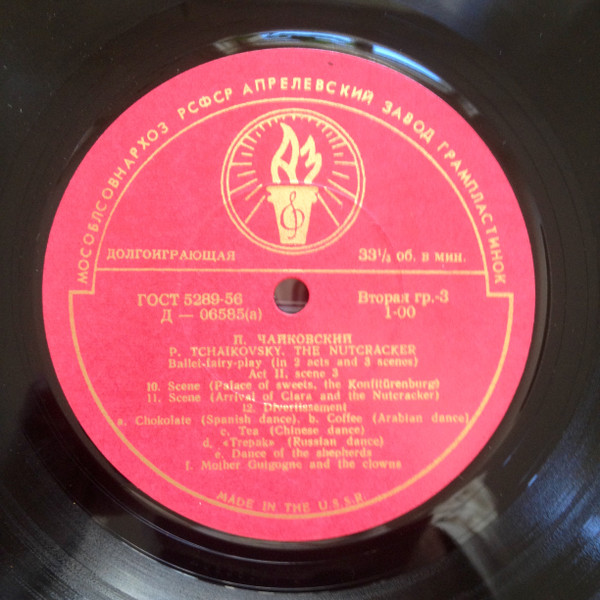 МОСОБЛСОВНАРХОЗ РСФСР АПРЕЛЕВСКИЙ ЗАВОД ГРАМПЛАСТИНОК
АЗ
ДОЛГОИГРАЮЩАЯ 33⅓ об. в мин.
ГОСТ 5289-56 Вторая гр.-3
Д — 06585(а) 1-00
П. ЧАЙКОВСКИЙ
P. TCHAIKOVSKY. THE NUTCRACKER
Ballet-fairy-play (in 2 acts and 3 scenes)
Act II, scene 3
10. Scene (Palace of sweets, the Konfitürenburg)
11. Scene (Arrival of Clara and the Nutcracker)
12. Divertissement
a. Chokolate (Spanish dance). b. Coffee (Arabian dance)
c. Tea (Chinese dance)
d. «Trepak» (Russian dance)
e. Dance of the shepherds
f. Mother Guigogne and the clowns
MADE IN THE U.S.S.R.